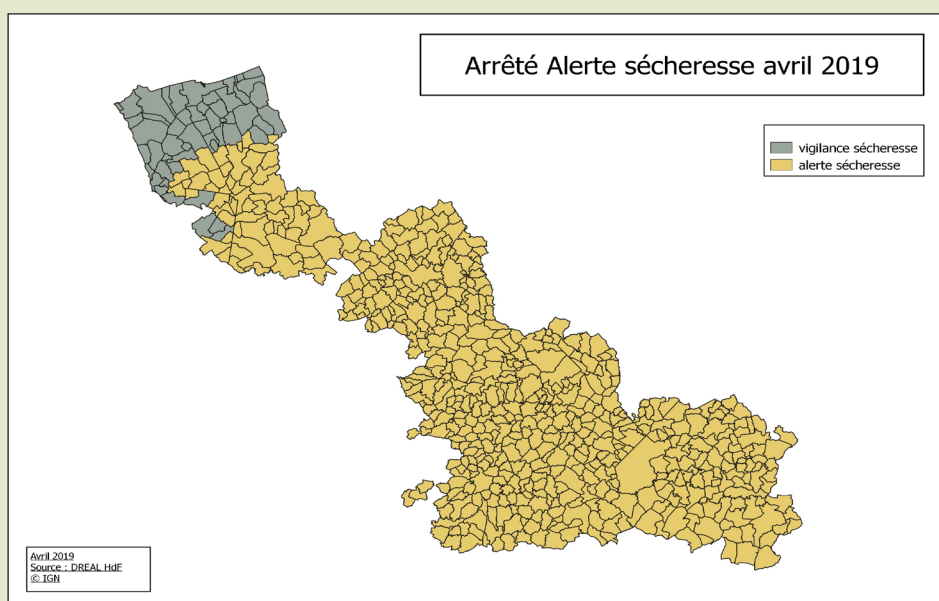 Arrêté Alerte sécheresse avril 2019
vigilance sécheresse
alerte sécheresse
Avril 2019
Source : DREAL HdF
© IGN